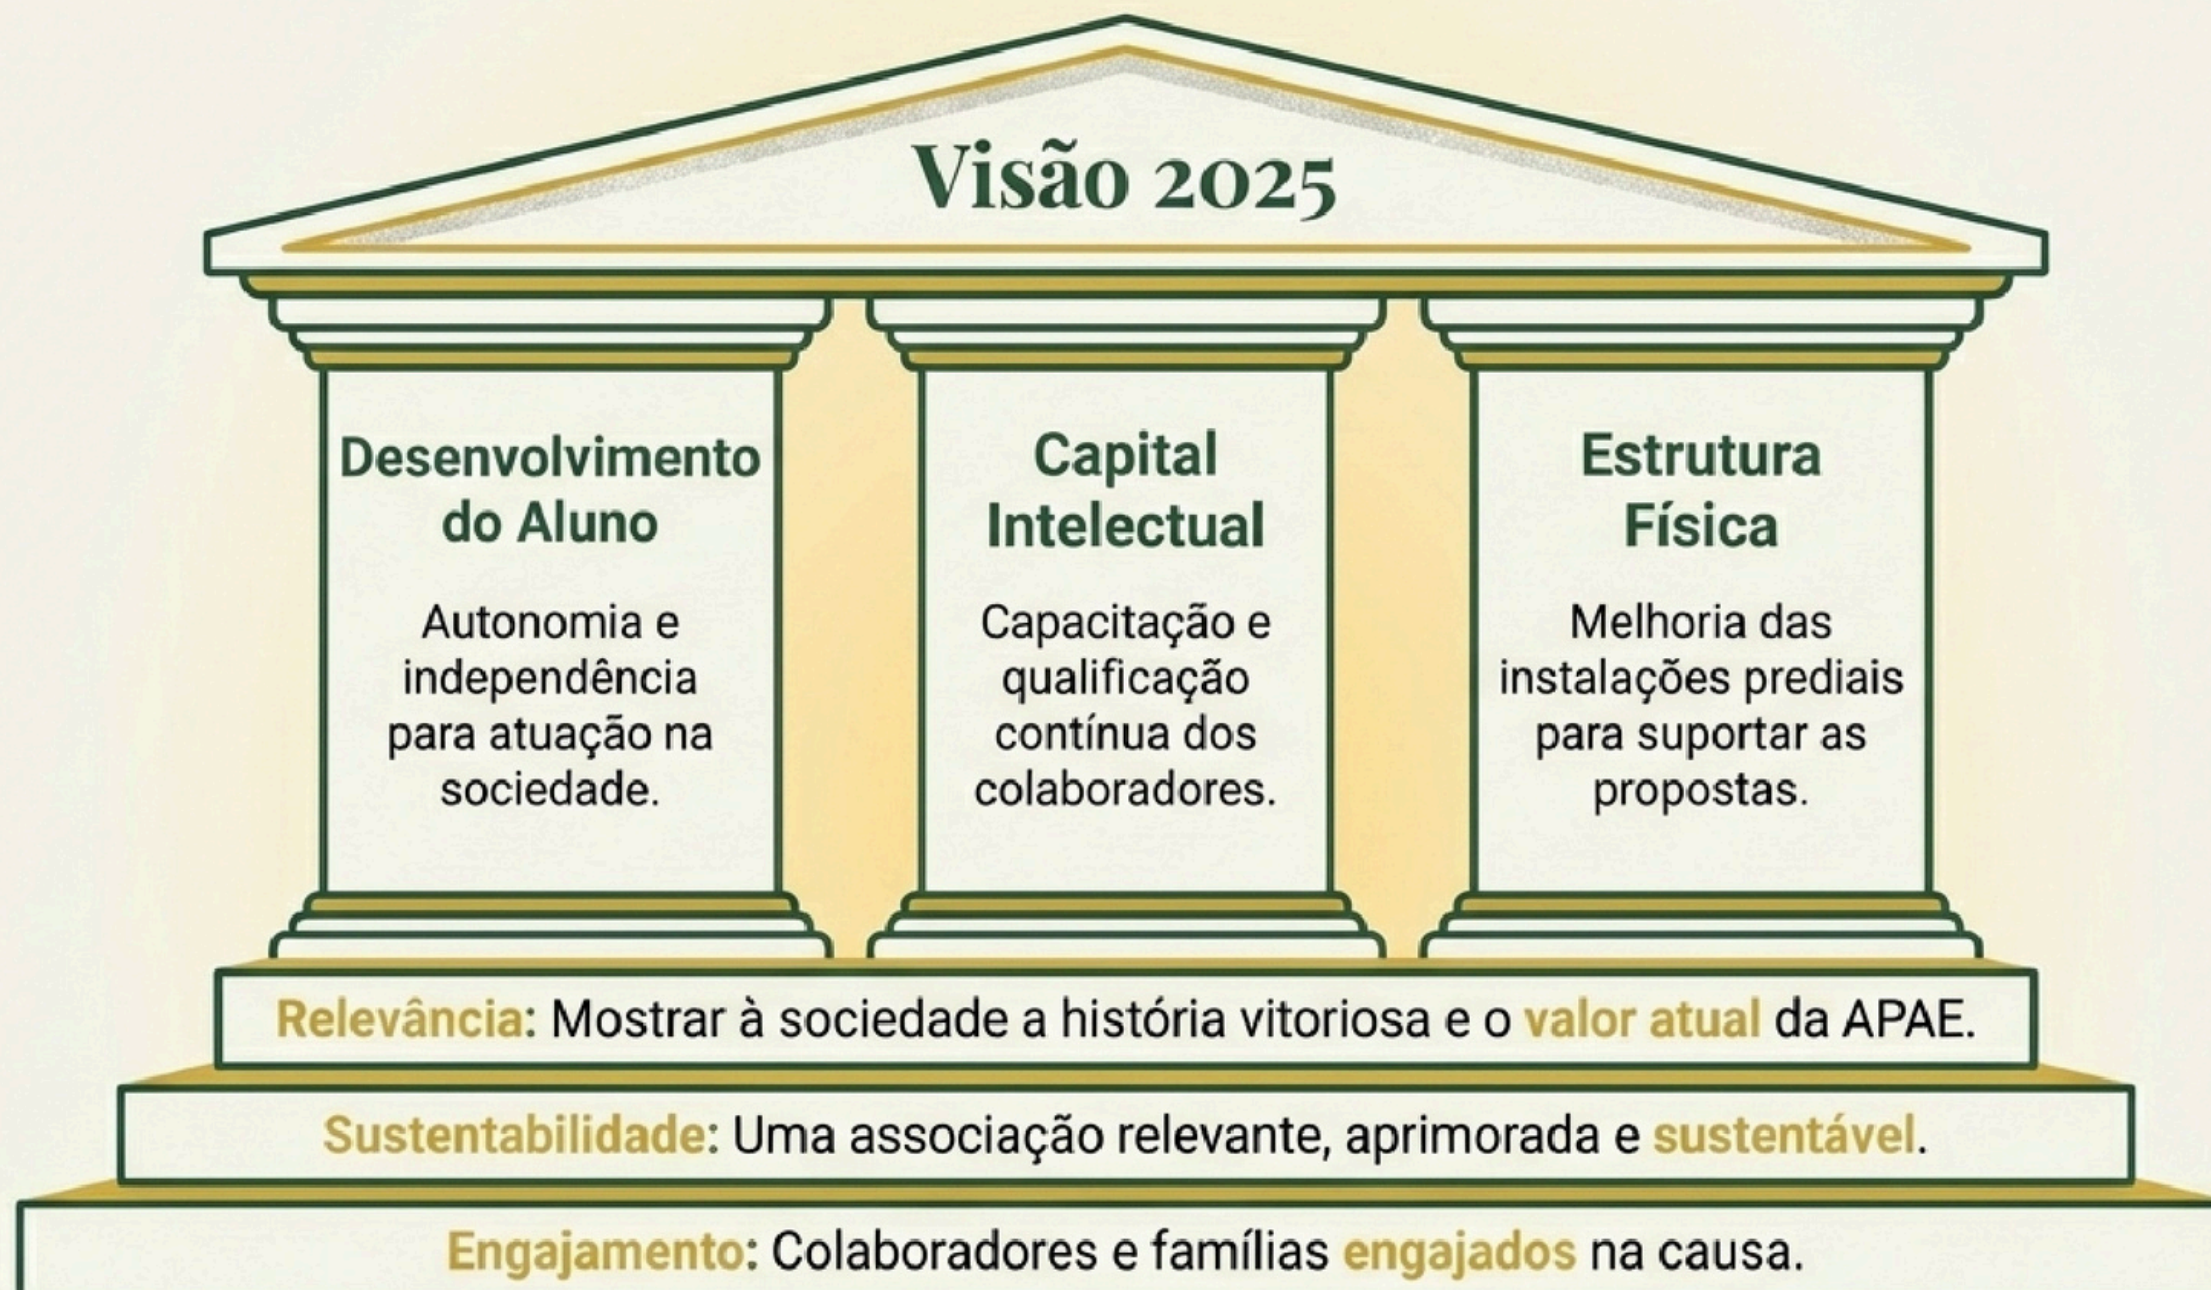 Visão 2025
Desenvolvimento
do Aluno
Autonomia e
independência
para atuação na
sociedade.
Capital
Intelectual
Capacitação e
qualificação
contínua dos
colaboradores.
Estrutura
Física
Melhoria das
instalações prediais
para suportar as
propostas.
Relevância: Mostrar à sociedade a história vitoriosa e o valor atual da APAE.
Sustentabilidade: Uma associação relevante, aprimorada e sustentável.
Engajamento: Colaboradores e famílias engajados na causa.